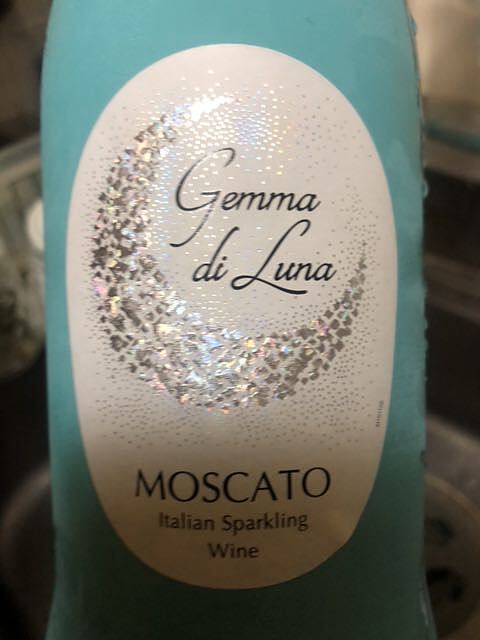 Gemma
di Luna
MOSCATO
Italian Sparkling
Wine